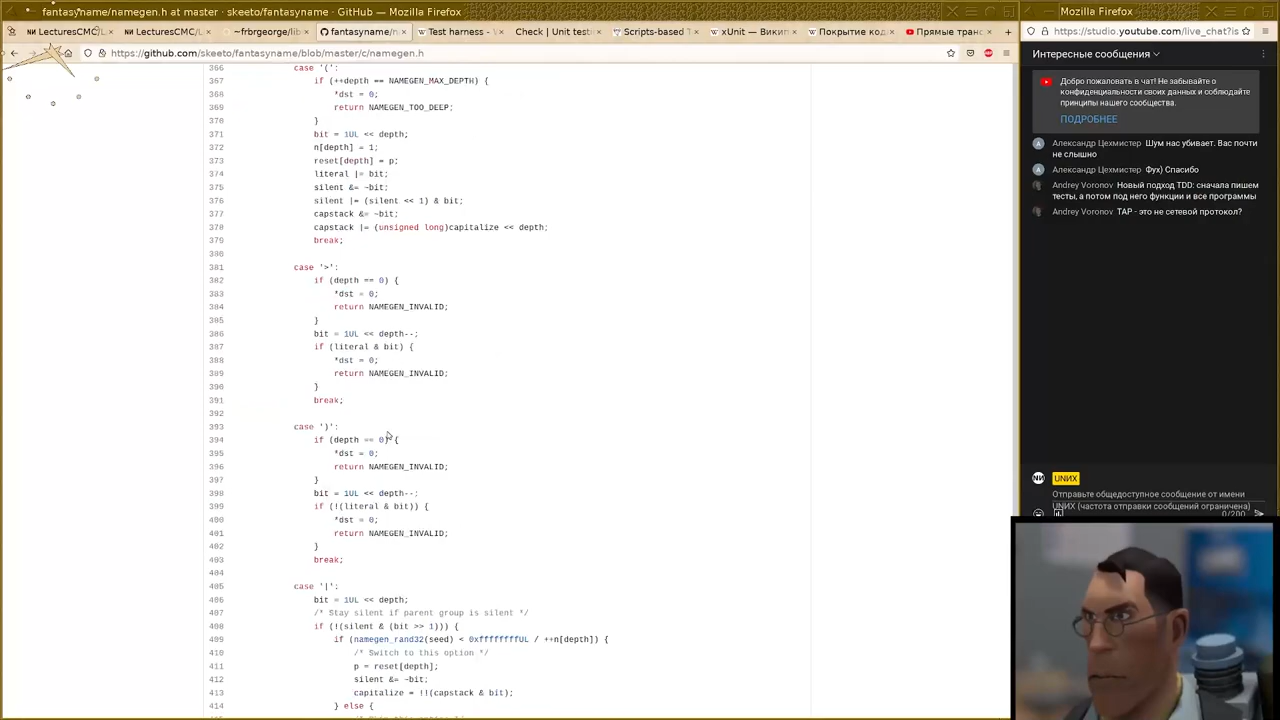 fantasyname/namegen.h at master · skeeto/fantasyname · GitHub — Mozilla Firefox
Mozilla Firefox
LecturesCMC/
LecturesCMC/
~frbrgeorge/
fantasyname/nam
Test harness -
Check | Unit testi
Scripts-based T
xUnit — Викип
Покрытие код
Прямые тран
https://github.com/skeeto/fantasyname/blob/master/c/namegen.h
https://studio.youtube.com/live_chat?is
366 case '(':
367 if (++depth == NAMEGEN_MAX_DEPTH) {
368 *dst = 0;
369 return NAMEGEN_TOO_DEEP;
370 }
371 bit = 1UL << depth;
372 n[depth] = 1;
373 reset[depth] = p;
374 literal |= bit;
375 silent &= ~bit;
376 silent |= (silent << 1) & bit;
377 capstack &= ~bit;
378 capstack |= (unsigned long)capitalize << depth;
379 break;
380
381 case '>':
382 if (depth == 0) {
383 *dst = 0;
384 return NAMEGEN_INVALID;
385 }
386 bit = 1UL << depth--;
387 if (literal & bit) {
388 *dst = 0;
389 return NAMEGEN_INVALID;
390 }
391 break;
392
393 case ')':
394 if (depth == 0) {
395 *dst = 0;
396 return NAMEGEN_INVALID;
397 }
398 bit = 1UL << depth--;
399 if (!(literal & bit)) {
400 *dst = 0;
401 return NAMEGEN_INVALID;
402 }
403 break;
404
405 case '|':
406 bit = 1UL << depth;
407 /* Stay silent if parent group is silent */
408 if (!(silent & (bit >> 1))) {
409 if (namegen_rand32(seed) < 0xffffffffUL / ++n[depth]) {
410 /* Switch to this option */
411 p = reset[depth];
412 silent &= ~bit;
413 capitalize = !!(capstack & bit);
414 } else {
Интересные сообщения
Добро пожаловать в чат! Не забывайте о
конфиденциальности своих данных и соблюдайте
принципы нашего сообщества.
ПОДРОБНЕЕ
А Александр Цехмистер Шум нас убивает. Вас почти
не слышно
А Александр Цехмистер Фух) Спасибо
Andrey Voronov Новый подход TDD: сначала пишем
тесты, а потом под него функции и все программы
Andrey Voronov TAP - это не сетевой протокол?
UNИX
Отправьте общедоступное сообщение от имени
UNИX (частота отправки сообщений ограничена)
0/200